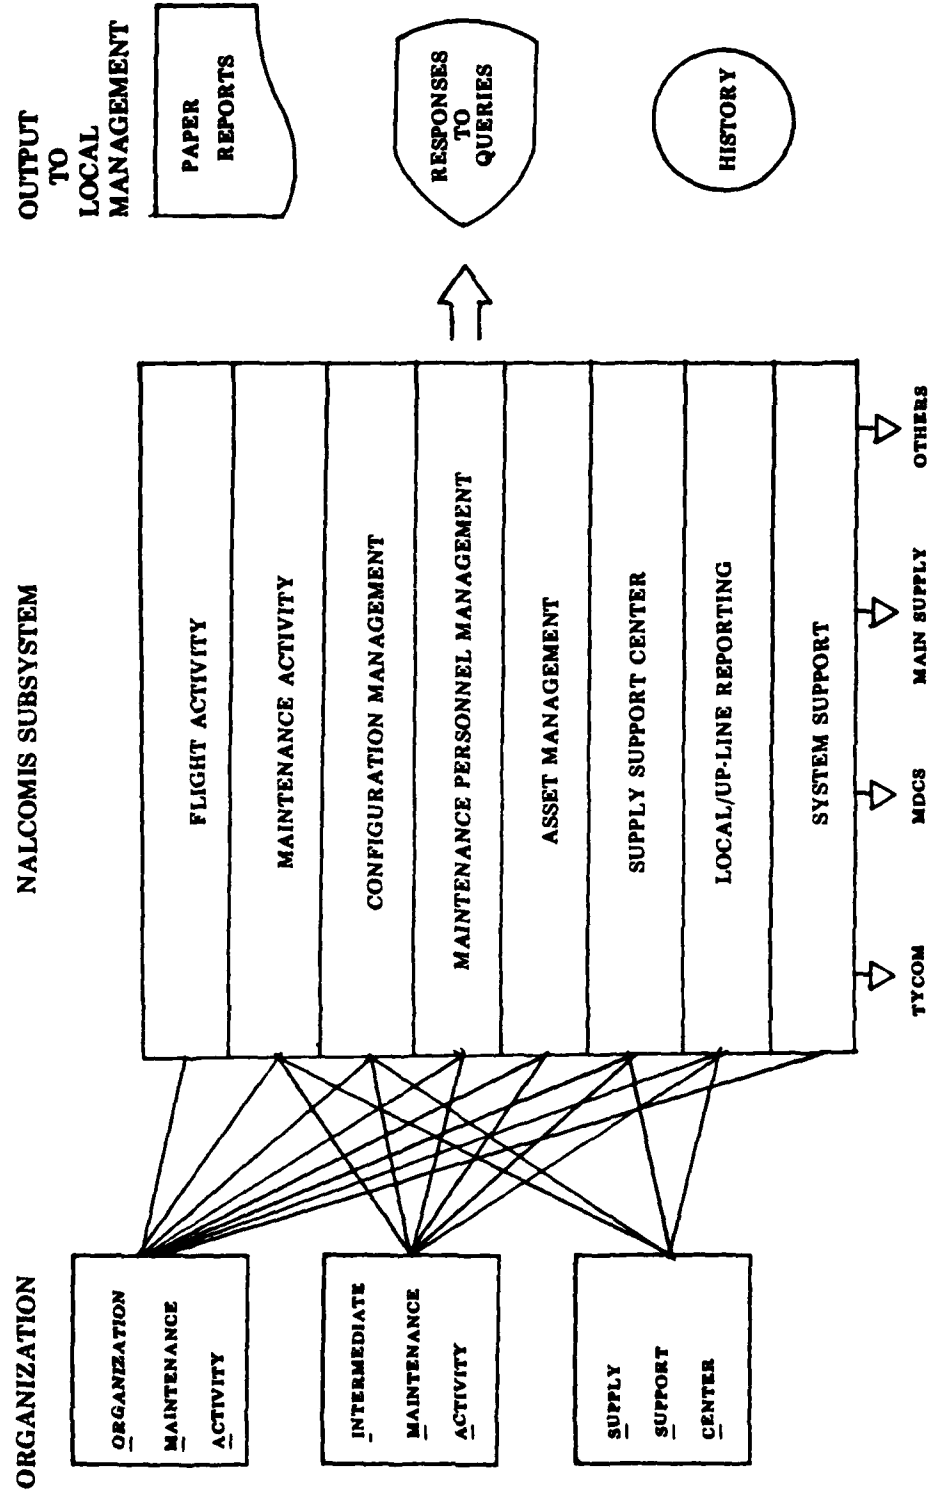 ORGANIZATION
NALCOMIS SUBSYSTEM
OUTPUT
TO
LOCAL
MANAGEMENT
ORGANIZATION
MAINTENANCE
ACTIVITY
INTERMEDIATE
MAINTENANCE
ACTIVITY
SUPPLY
SUPPORT
CENTER
FLIGHT ACTIVITY
MAINTENANCE ACTIVITY
CONFIGURATION MANAGEMENT
MAINTENANCE PERSONNEL MANAGEMENT
ASSET MANAGEMENT
SUPPLY SUPPORT CENTER
LOCAL/UP-LINE REPORTING
SYSTEM SUPPORT
PAPER
REPORTS
RESPONSES
TO
QUERIES
HISTORY
TYCOM
MDCS
MAIN SUPPLY
OTHERS